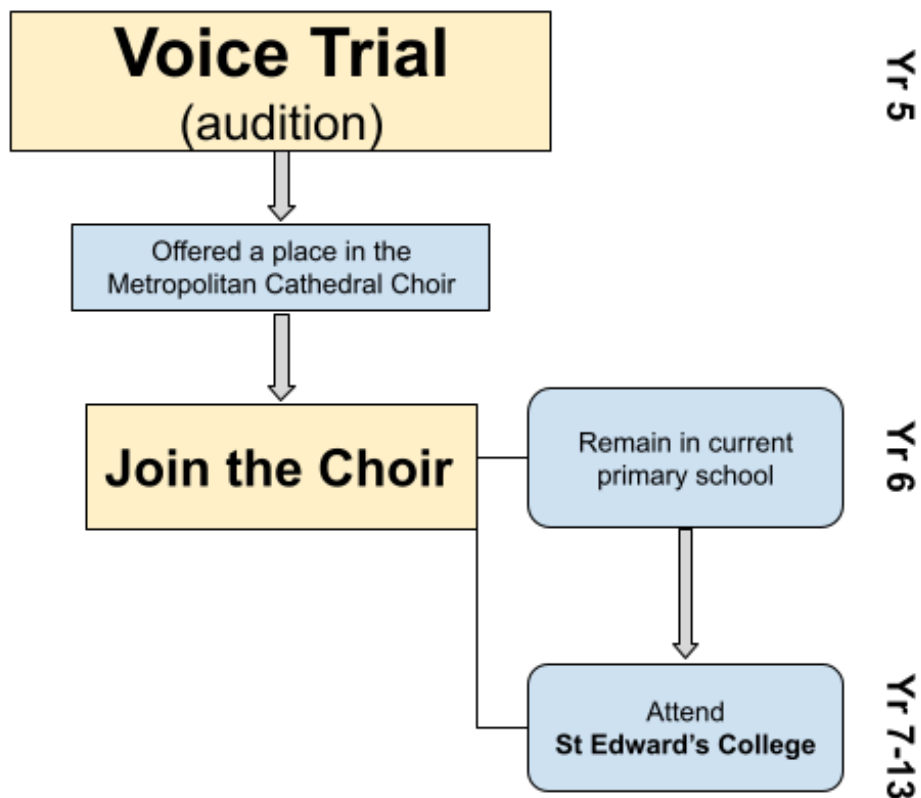 Voice Trial
(audition)
Yr 5
Offered a place in the
Metropolitan Cathedral Choir
Join the Choir
Remain in current
primary school
Yr 6
Attend
St Edward’s College
Yr 7-13